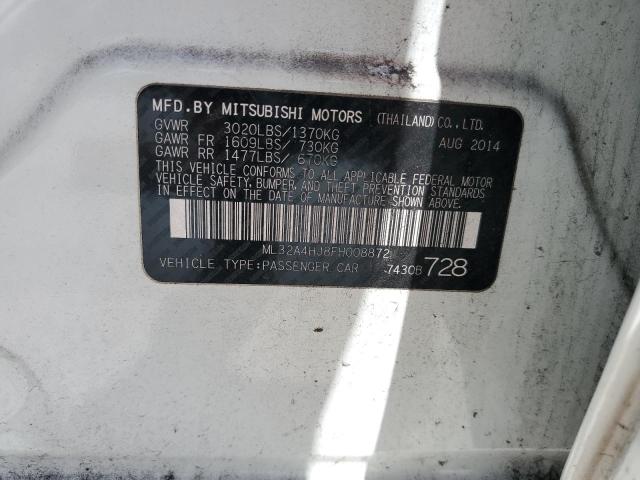 MFD.BY MITSUBISHI MOTORS (THAILAND)CO.,LTD.
GVWR 3020LBS/1370KG
AUG 2014
GAWR FR 1609LBS/ 730KG
GAWR RR 1477LBS/ 670KG
THIS VEHICLE CONFORMS TO ALL APPLICABLE FEDERAL MOTOR
VEHICLE SAFETY, BUMPER, AND THEFT PREVENTION STANDARDS
IN EFFECT ON THE DATE OF MANUFACTURE SHOWN ABOVE.
ML32A4HJ8FH008872
VEHICLE TYPE:PASSENGER CAR 7430B 728